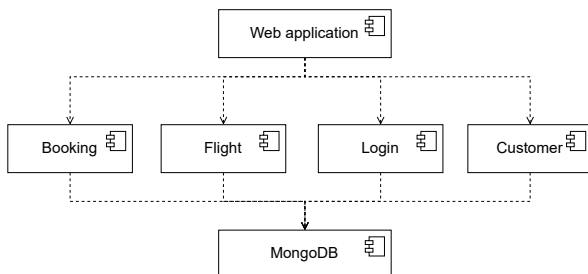 Web application
Booking
Flight
Login
Customer
MongoDB